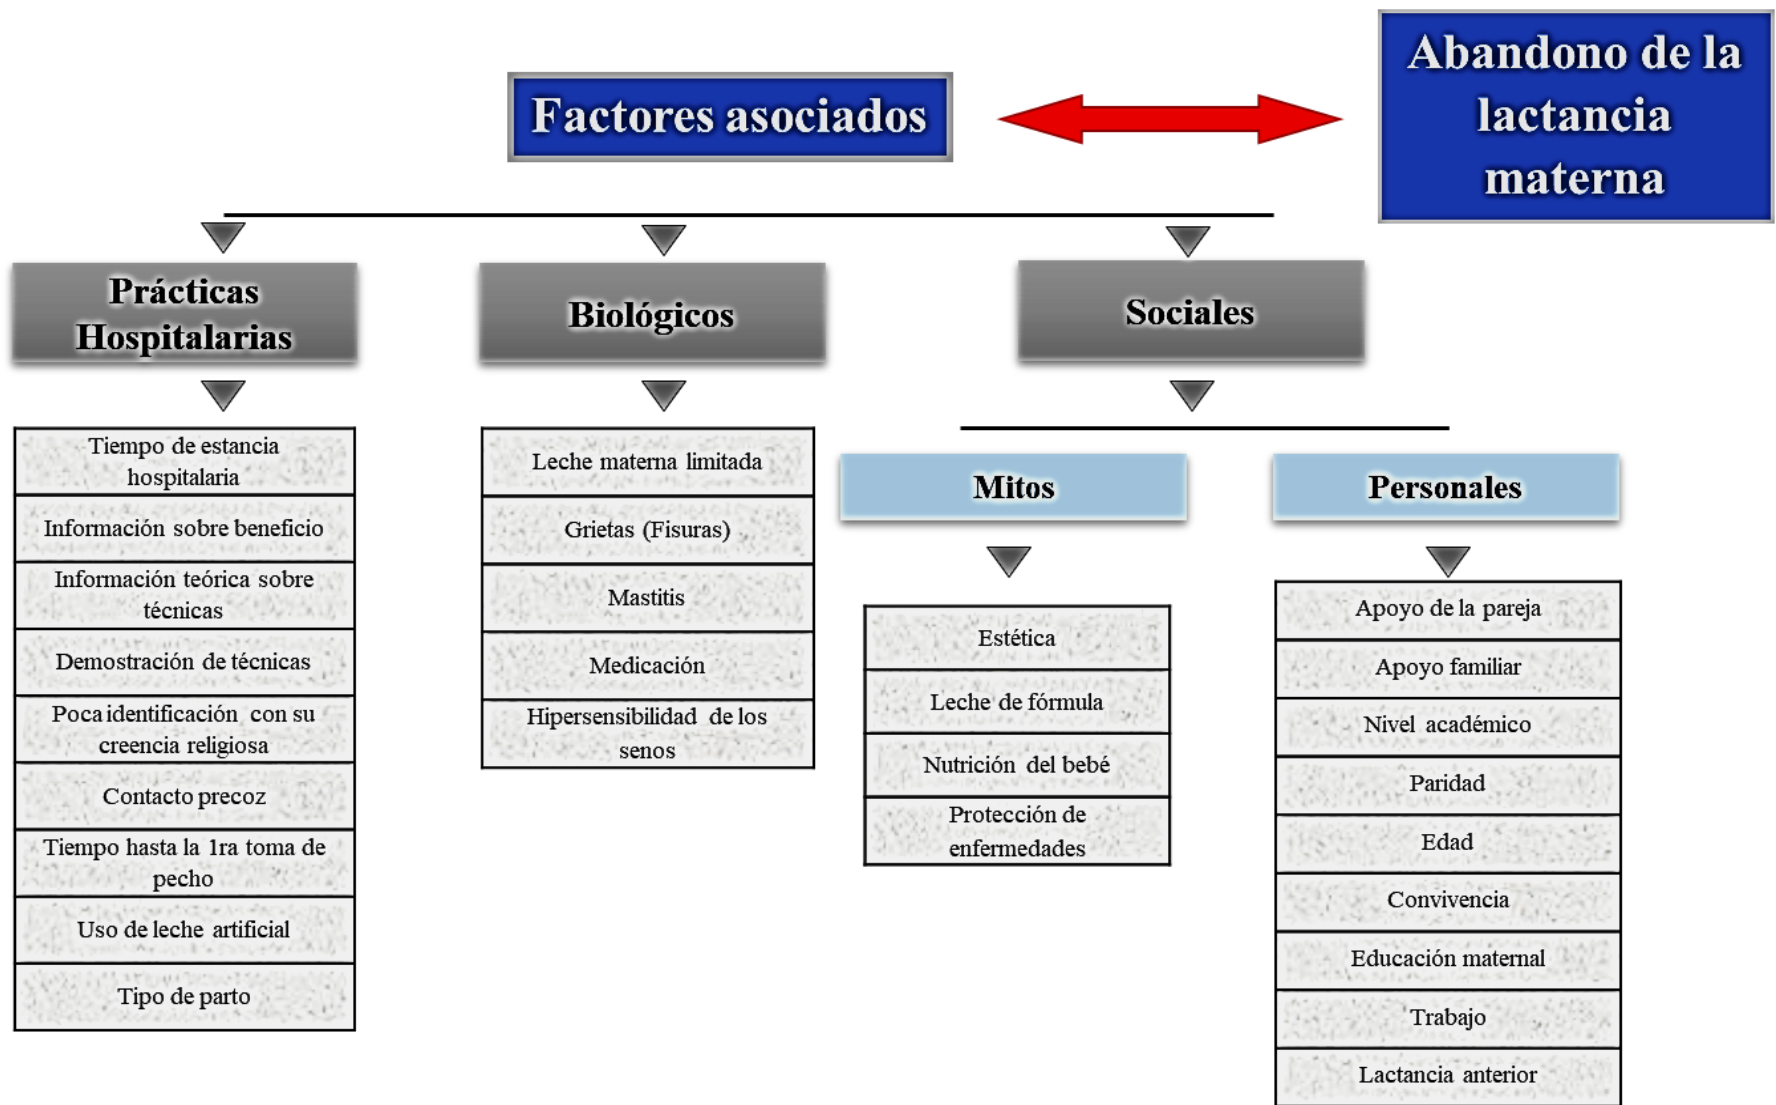 Factores asociados
Abandono de la
lactancia
materna
Prácticas
Hospitalarias
Biológicos
Sociales
Tiempo de estancia
hospitalaria
Información sobre beneficio
Información teórica sobre
técnicas
Demostración de técnicas
Poca identificación con su
creencia religiosa
Contacto precoz
Tiempo hasta la 1ra toma de
pecho
Uso de leche artificial
Tipo de parto
Leche materna limitada
Grietas (Fisuras)
Mastitis
Medicación
Hipersensibilidad de los
senos
Mitos
Estética
Leche de fórmula
Nutrición del bebé
Protección de
enfermedades
Personales
Apoyo de la pareja
Apoyo familiar
Nivel académico
Paridad
Edad
Convivencia
Educación maternal
Trabajo
Lactancia anterior